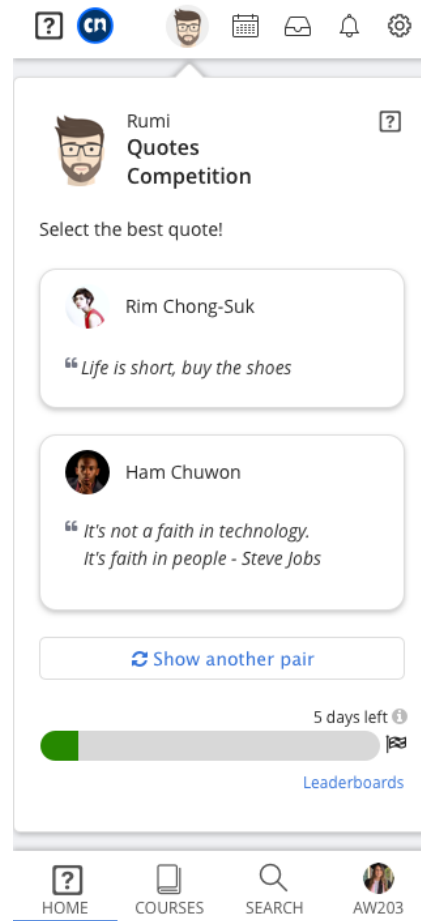 cn
Rumi
Quotes
Competition
Select the best quote!
Rim Chong-Suk
“ Life is short, buy the shoes
Ham Chuwon
“ It's not a faith in technology.
It's faith in people - Steve Jobs
Show another pair
5 days left
Leaderboards
HOME
COURSES
SEARCH
AW203